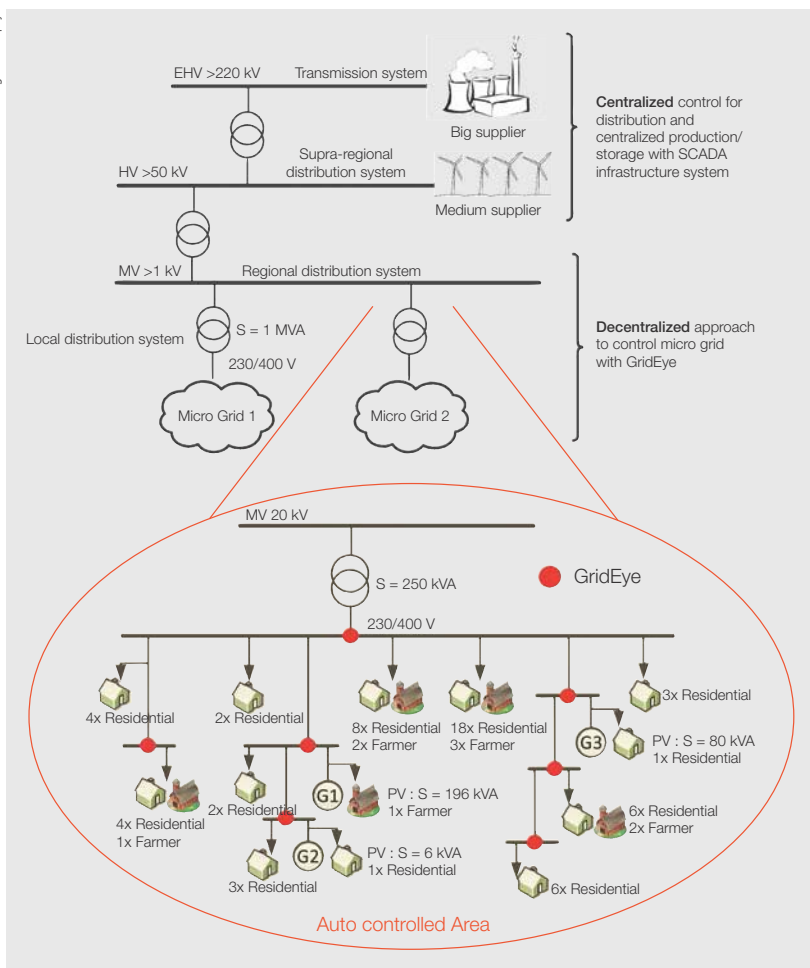 EHV >220 kV
Transmission system
Big supplier
Centralized control for
distribution and
centralized production/
storage with SCADA
infrastructure system
Supra-regional
distribution system
HV >50 kV
Medium supplier
MV >1 kV
Regional distribution system
Local distribution system
S = 1 MVA
230/400 V
Decentralized approach
to control micro grid
with GridEye
Micro Grid 1
Micro Grid 2
MV 20 kV
S = 250 kVA
GridEye
230/400 V
4x Residential
2x Residential
8x Residential
2x Farmer
18x Residential
3x Farmer
3x Residential
G3
PV : S = 80 kVA
1x Residential
4x Residential
1x Farmer
2x Residential
G1
PV : S = 196 kVA
1x Farmer
6x Residential
2x Farmer
G2
PV : S = 6 kVA
1x Residential
3x Residential
6x Residential
Auto controlled Area